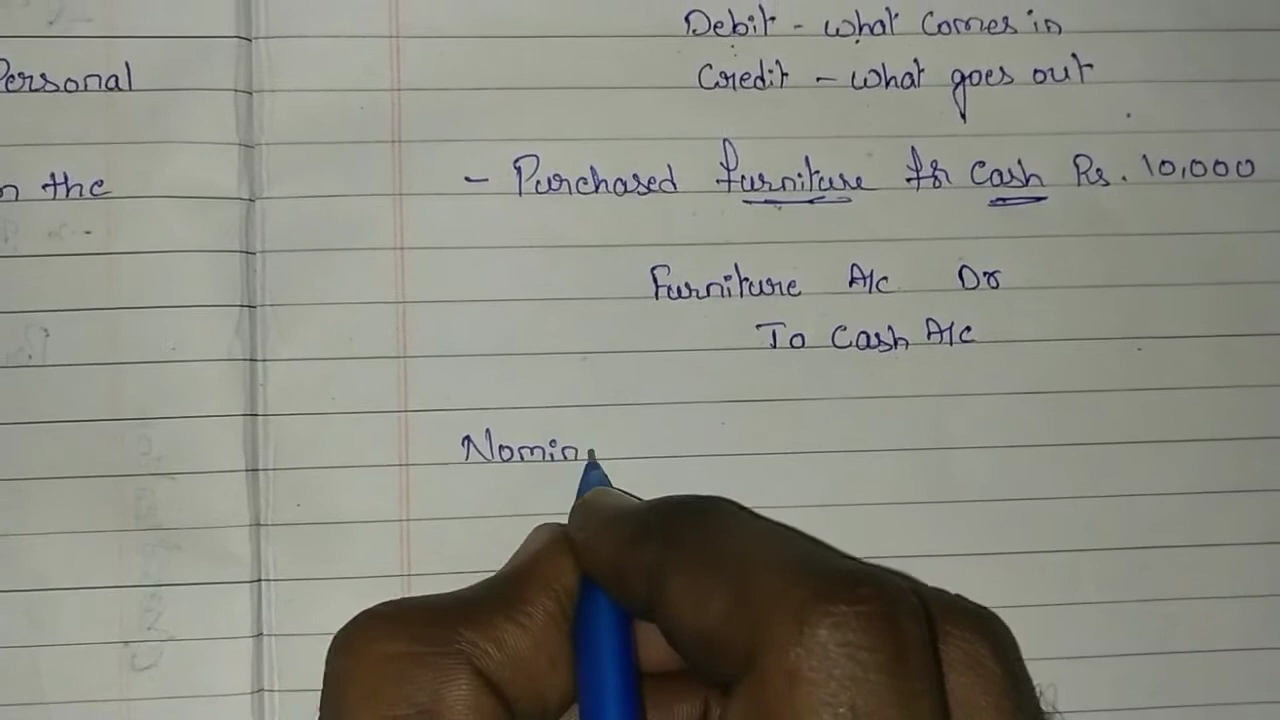 Personal
n the
Debit - what comes in
Credit - what goes out
- Purchased furniture for cash Rs. 10,000
Furniture A/c Dr
To Cash A/c
Nomin